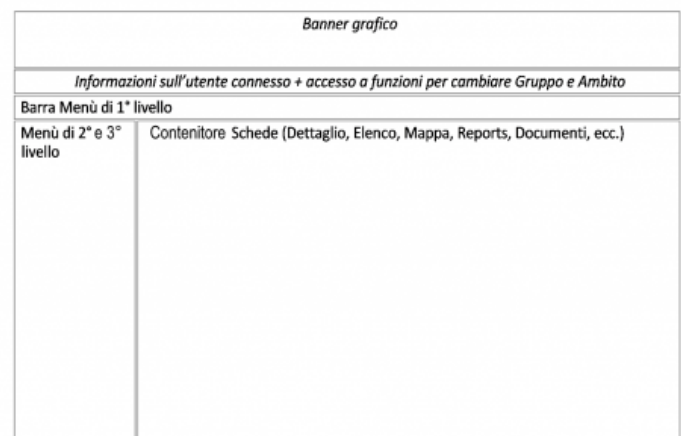 Banner grafico
Informazioni sull'utente connesso + accesso a funzioni per cambiare Gruppo e Ambito
Barra Menù di 1° livello
Menù di 2° e 3°
livello
Contenitore Schede (Dettaglio, Elenco, Mappa, Reports, Documenti, ecc.)